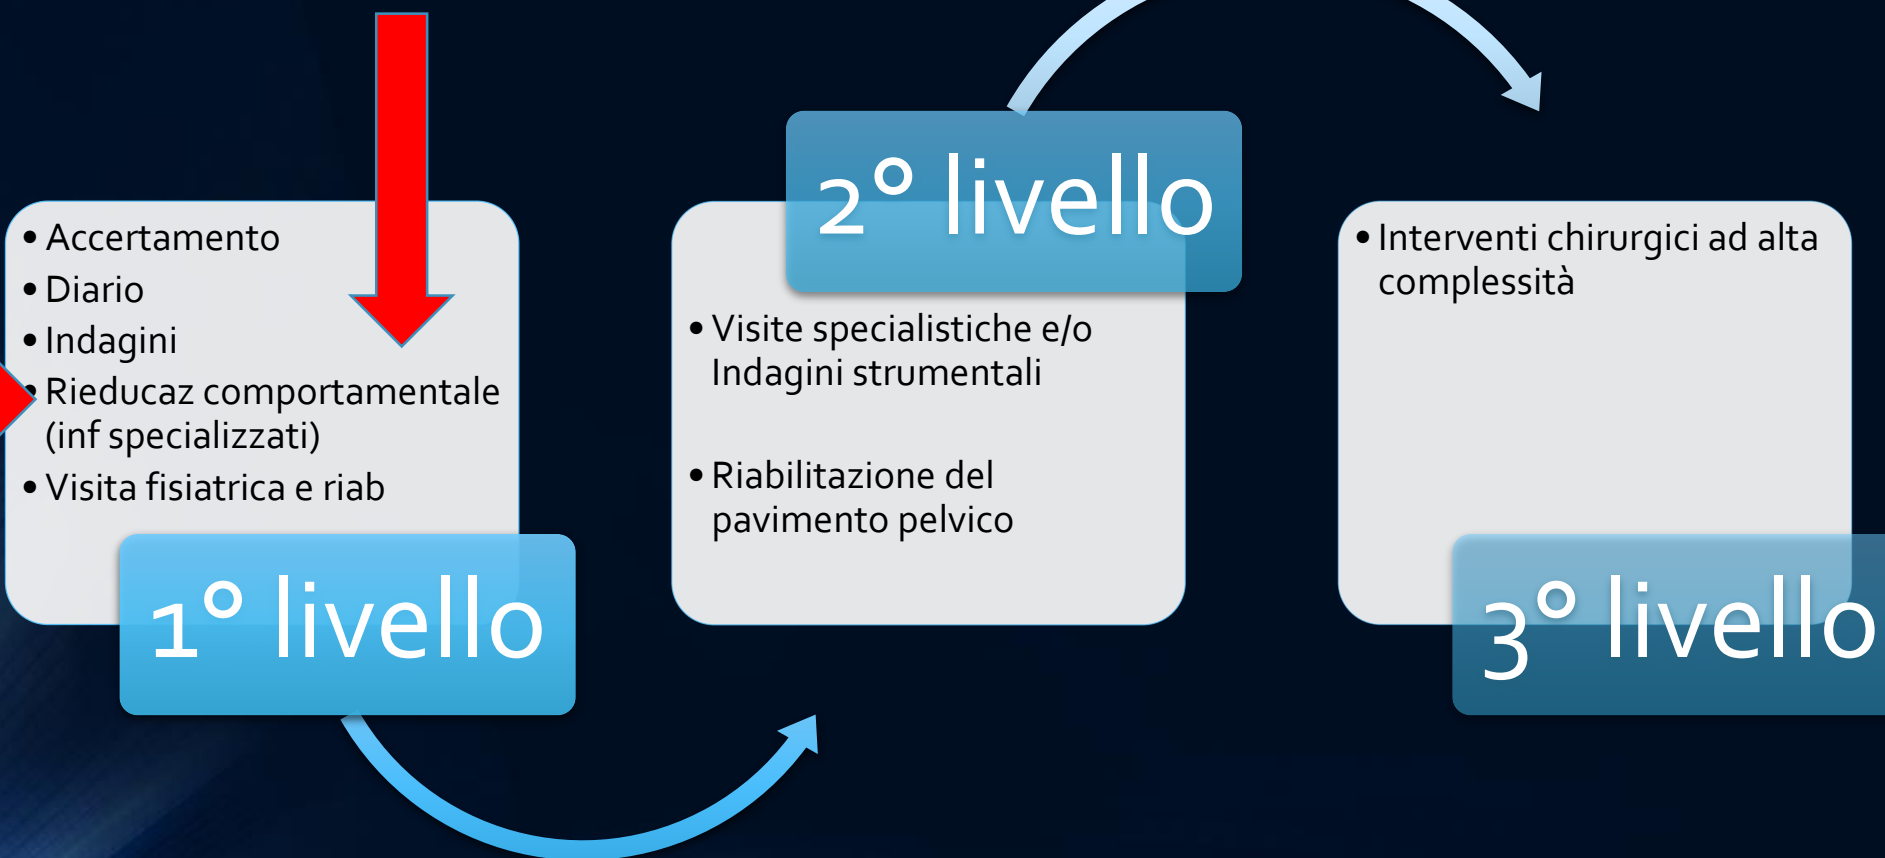 • Accertamento
• Diario
• Indagini
• Rieducaz comportamentale
(inf specializzati)
• Visita fisiatrica e riab
1° livello
2° livello
• Visite specialistiche e/o
Indagini strumentali
• Riabilitazione del
pavimento pelvico
• Interventi chirurgici ad alta
complessità
3° livello